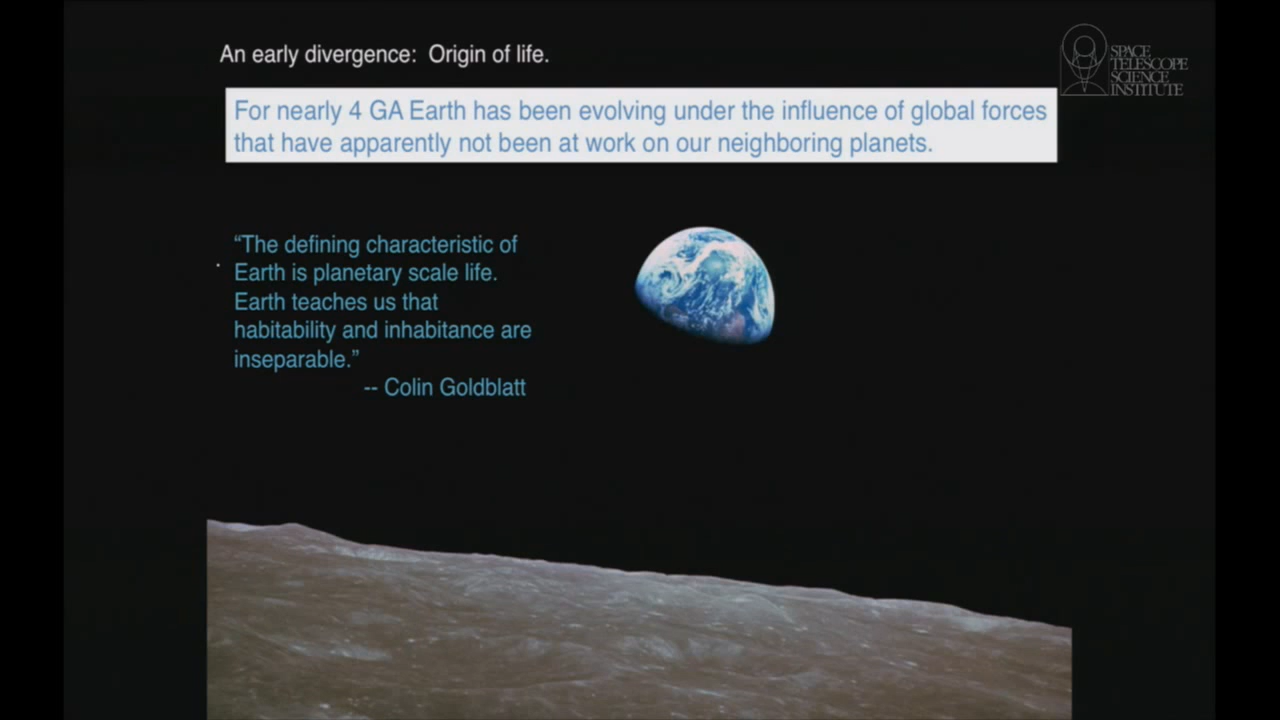 An early divergence: Origin of life.
SPACE
TELESCOPE
SCIENCE
INSTITUTE
For nearly 4 GA Earth has been evolving under the influence of global forces
that have apparently not been at work on our neighboring planets.
“The defining characteristic of
Earth is planetary scale life.
Earth teaches us that
habitability and inhabitance are
inseparable.”
-- Colin Goldblatt